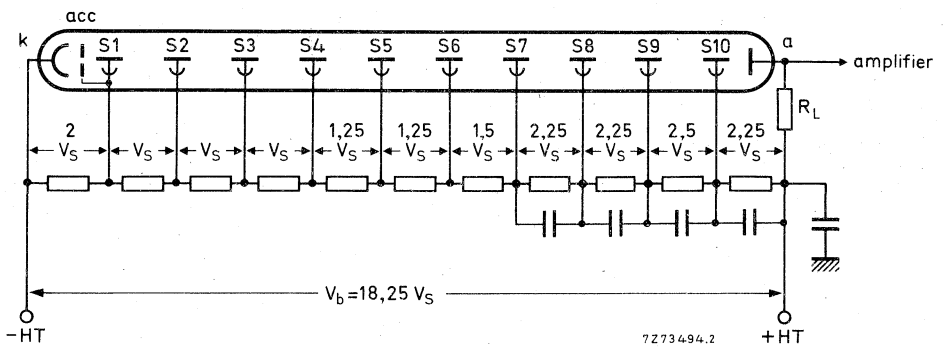 acc
k S1 S2 S3 S4 S5 S6 S7 S8 S9 S10 a
amplifier
R_L
2 1,25 1,25 1,5 2,25 2,25 2,5 2,25
V_S V_S V_S V_S V_S V_S V_S V_S V_S V_S V_S
V_b=18,25 V_S
-HT 7Z73494.2 +HT